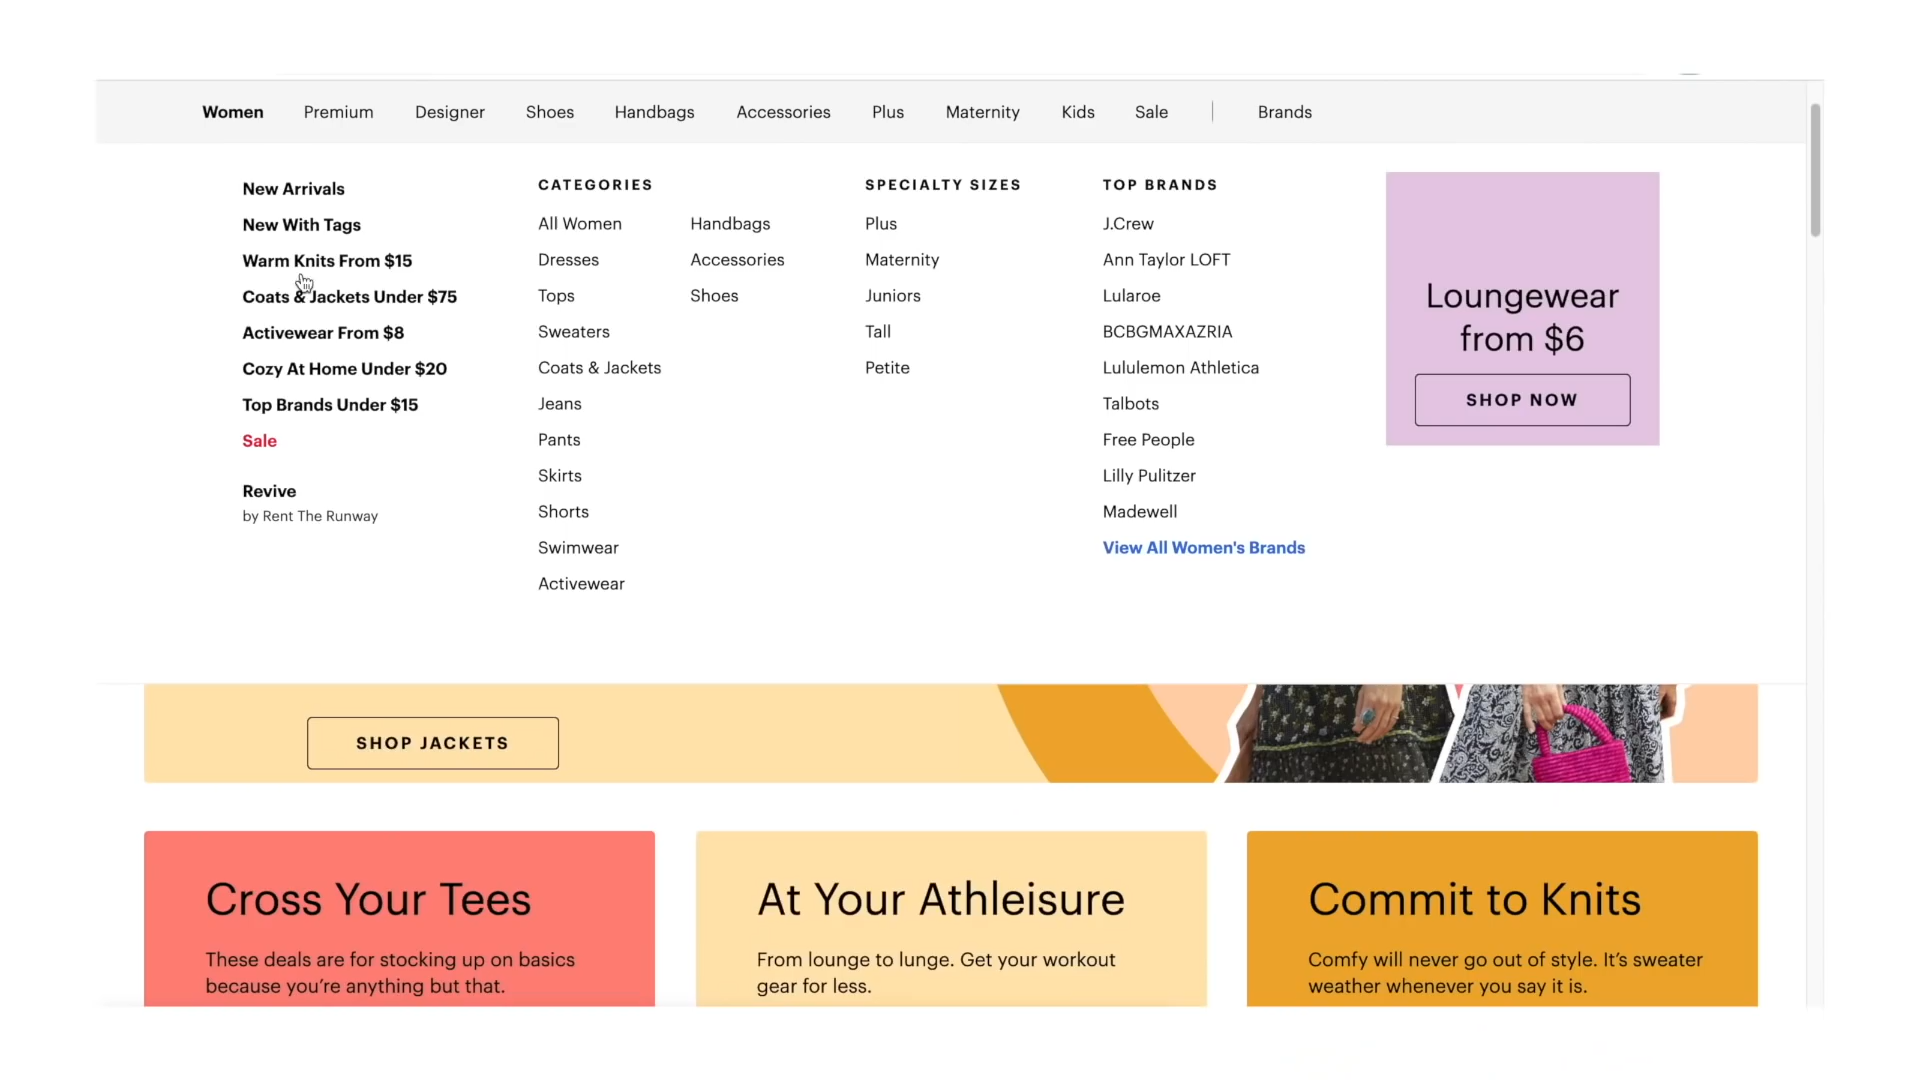 Women Premium Designer Shoes Handbags Accessories Plus Maternity Kids Sale | Brands
New Arrivals
New With Tags
Warm Knits From $15
Coats & Jackets Under $75
Activewear From $8
Cozy At Home Under $20
Top Brands Under $15
Sale
Revive
by Rent The Runway
CATEGORIES
All Women
Dresses
Tops
Sweaters
Coats & Jackets
Jeans
Pants
Skirts
Shorts
Swimwear
Activewear
Handbags
Accessories
Shoes
SPECIALTY SIZES
Plus
Maternity
Juniors
Tall
Petite
TOP BRANDS
J.Crew
Ann Taylor LOFT
Lularoe
BCBGMAXAZRIA
Lululemon Athletica
Talbots
Free People
Lilly Pulitzer
Madewell
View All Women's Brands
Loungewear
from $6
SHOP NOW
SHOP JACKETS
Cross Your Tees
These deals are for stocking up on basics
because you’re anything but that.
At Your Athleisure
From lounge to lunge. Get your workout
gear for less.
Commit to Knits
Comfy will never go out of style. It’s sweater
weather whenever you say it is.